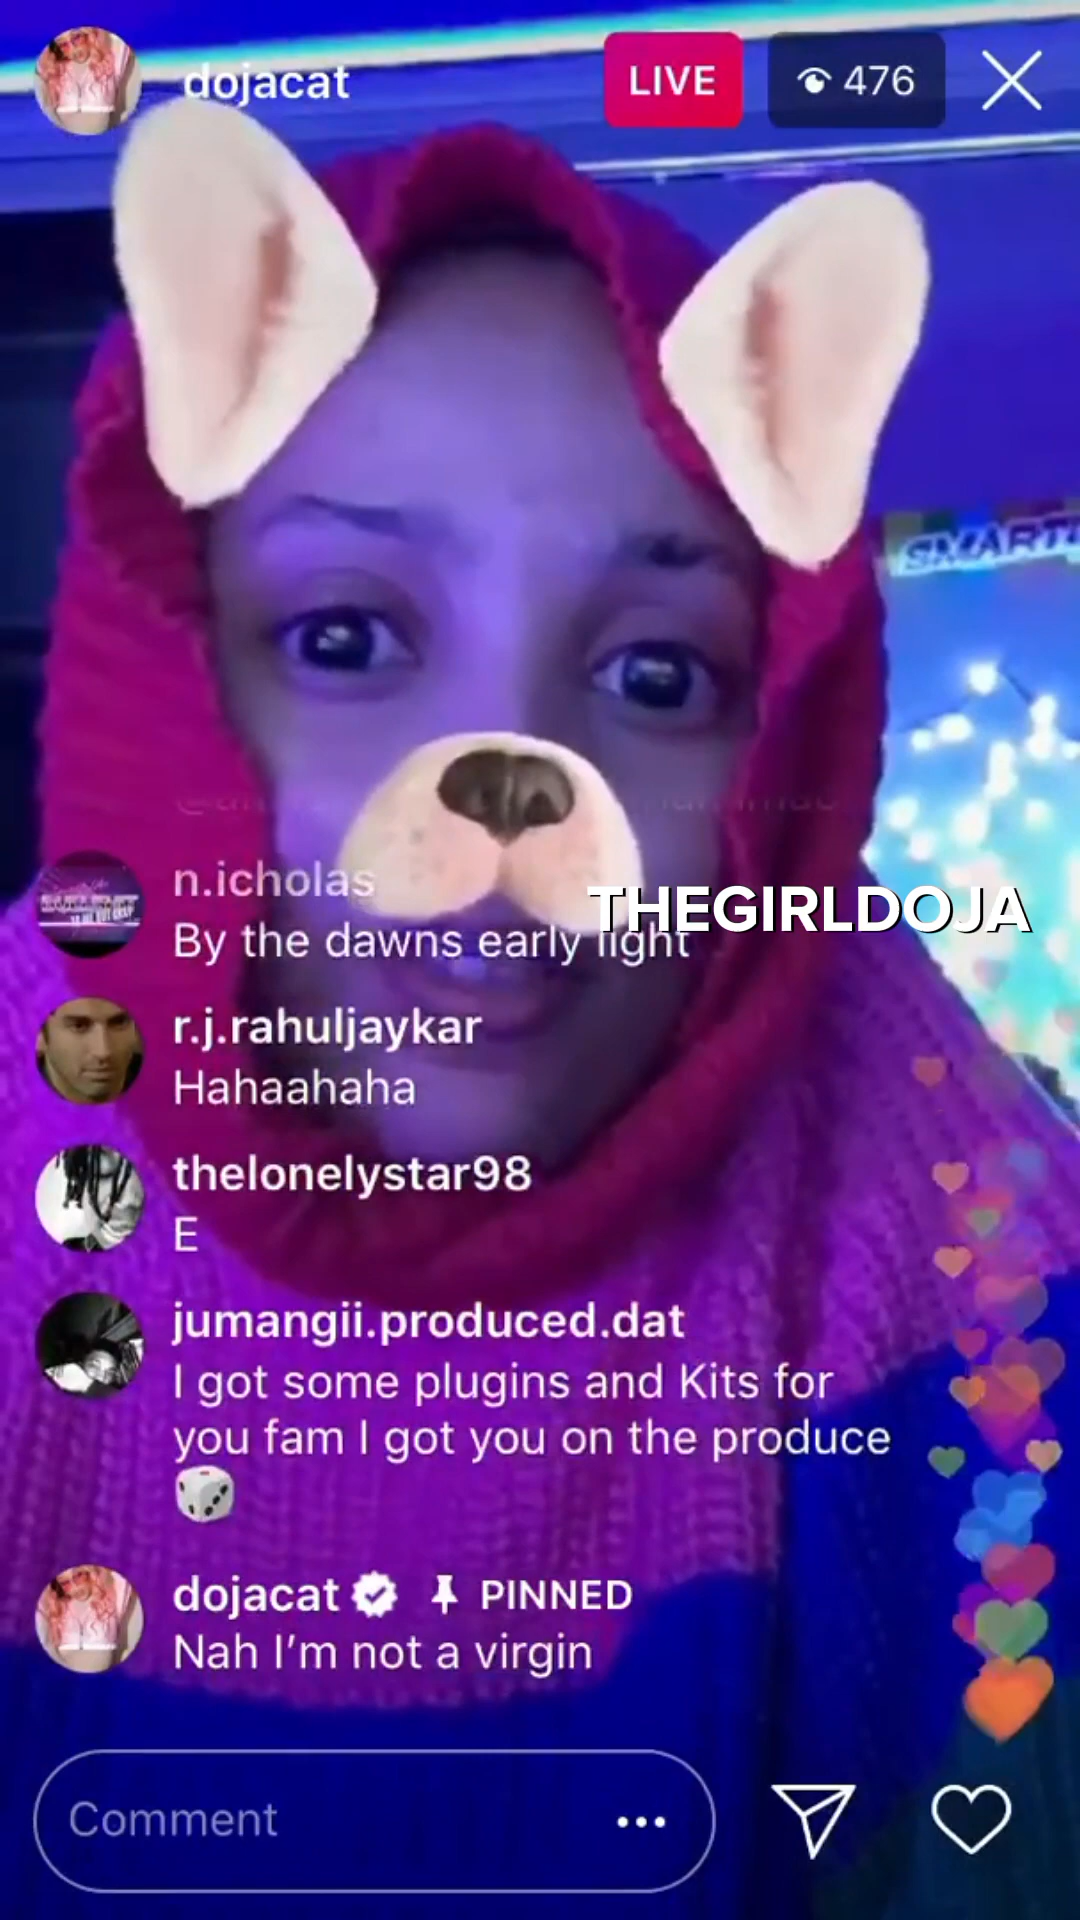 dojacat
LIVE
476
n.icholas
By the dawns early light
THEGIRLDOJA
r.j.rahuljaykar
Hahaahaha
thelonelystar98
E
jumangii.produced.dat
I got some plugins and Kits for
you fam I got you on the produce
🎲
dojacat PINNED
Nah I’m not a virgin
Comment